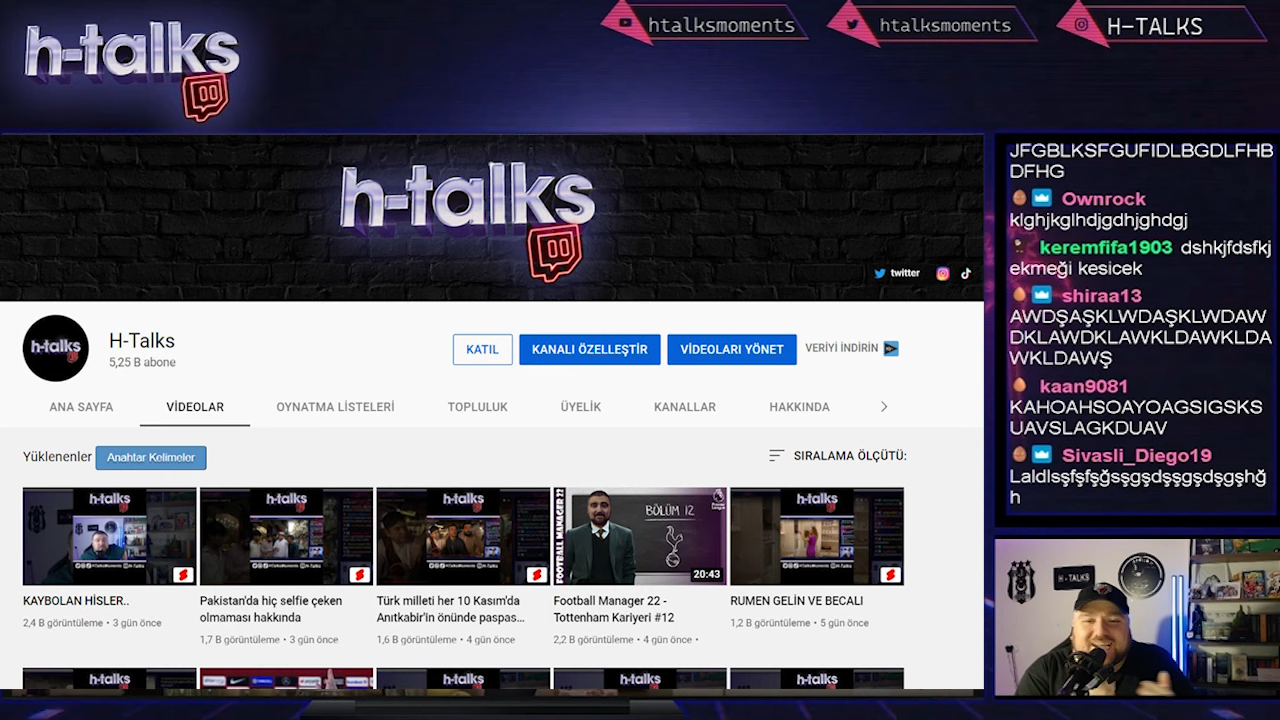 h-talks
htalksmoments
htalksmoments
H-TALKS
h-talks
twitter
H-Talks
5,25 B abone
KATIL
KANALI ÖZELLEŞTİR
VİDEOLARI YÖNET
VERİYİ İNDİRİN
ANA SAYFA
VİDEOLAR
OYNATMA LİSTELERİ
TOPLULUK
ÜYELİK
KANALLAR
HAKKINDA
Yüklenenler
Anahtar Kelimeler
SIRALAMA ÖLÇÜTÜ:
h-talks
h-talks
h-talks
FOOTBALL MANAGER 22
BÖLÜM 12
20:43
h-talks
KAYBOLAN HİSLER..
2,4 B görüntüleme • 3 gün önce
Pakistan'da hiç selfie çeken
olmaması hakkında
1,7 B görüntüleme • 3 gün önce
Türk milleti her 10 Kasım'da
Anıtkabir'in önünde paspas...
1,6 B görüntüleme • 4 gün önce
Football Manager 22 -
Tottenham Kariyeri #12
2,2 B görüntüleme • 4 gün önce •
RUMEN GELİN VE BECALI
1,2 B görüntüleme • 5 gün önce
h-talks
h-talks
h-talks
h-talks
JFGBLKSFGUFIDLBGDLFHB
DFHG
Ownrock
klghjkglhdjgdhjghdgj
keremfifa1903 dshkjfdsfkj
ekmeği kesicek
shiraa13
AWDŞAŞKLWDAŞKLWDAW
DKLAWDKLAWKLDAWKLDA
WKLDAWŞ
kaan9081
KAHOAHSOAYOAGSIGSKS
UAVSLAGKDUAV
Sivasli_Diego19
Laldlsşfşfşğsşgşdşşgşdşgşhğ
h
H-TALKS